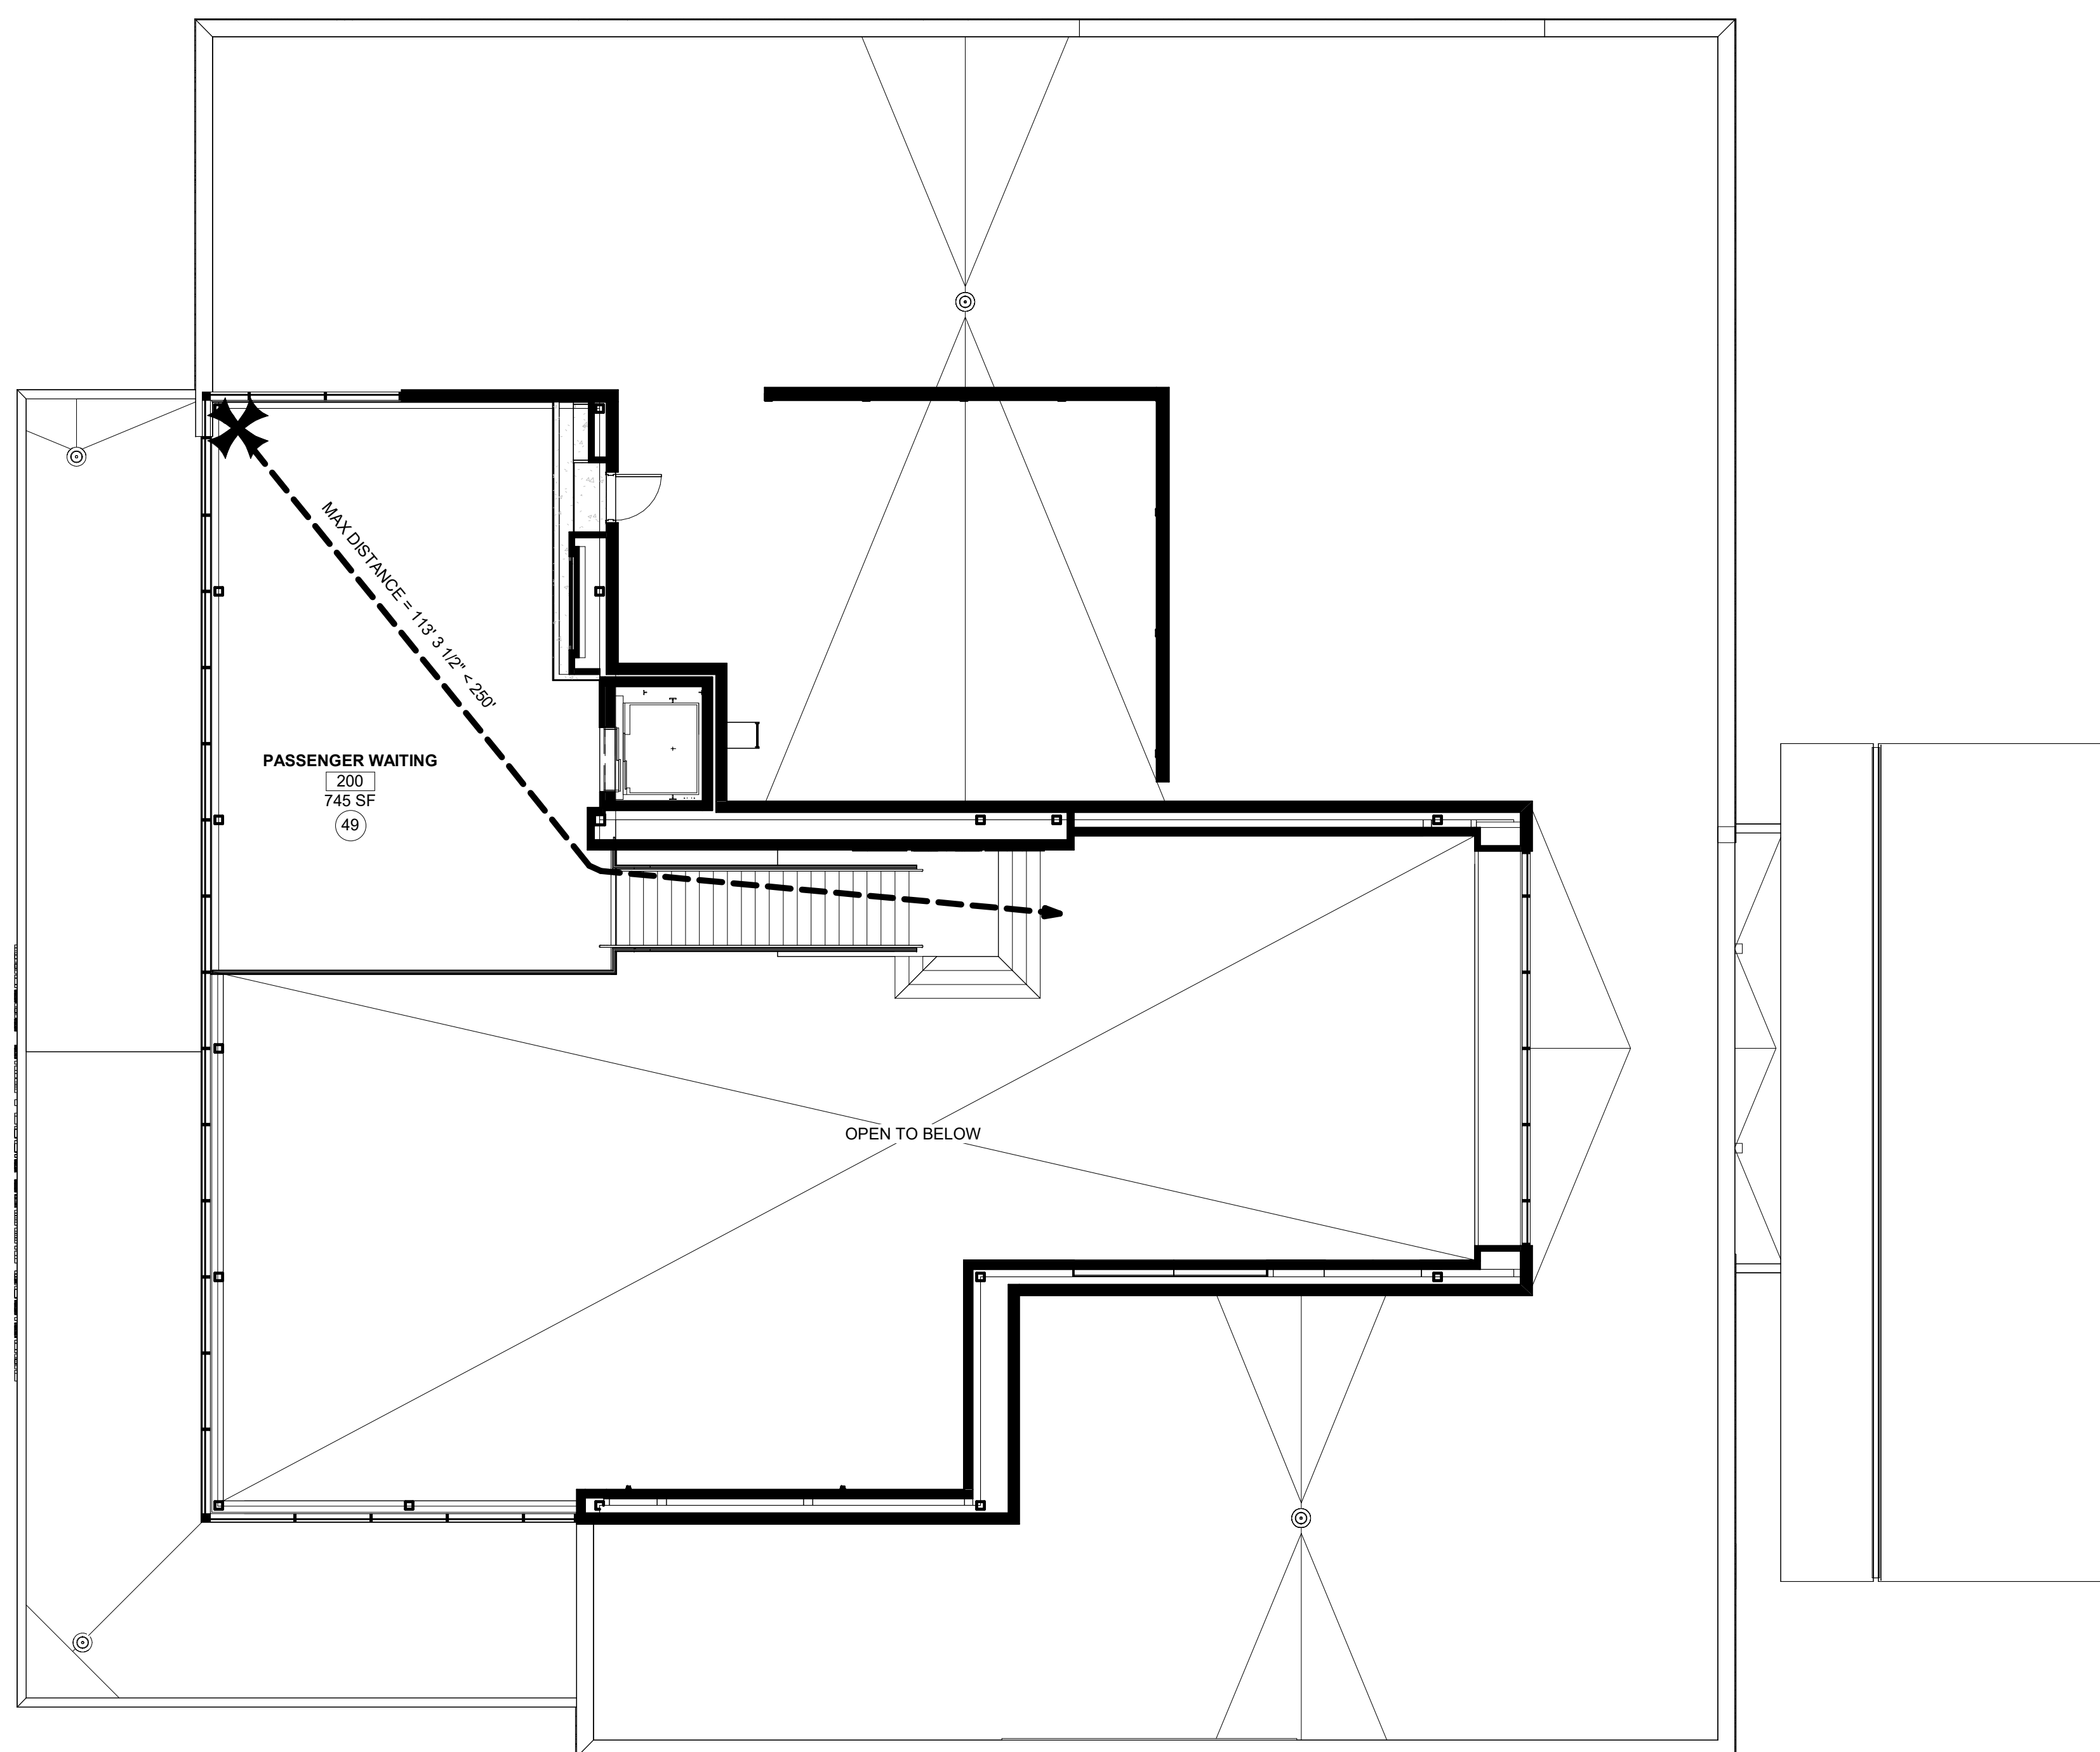 MAX DISTANCE = 113' 3 1/2" < 250'
PASSENGER WAITING
200
745 SF
49
OPEN TO BELOW